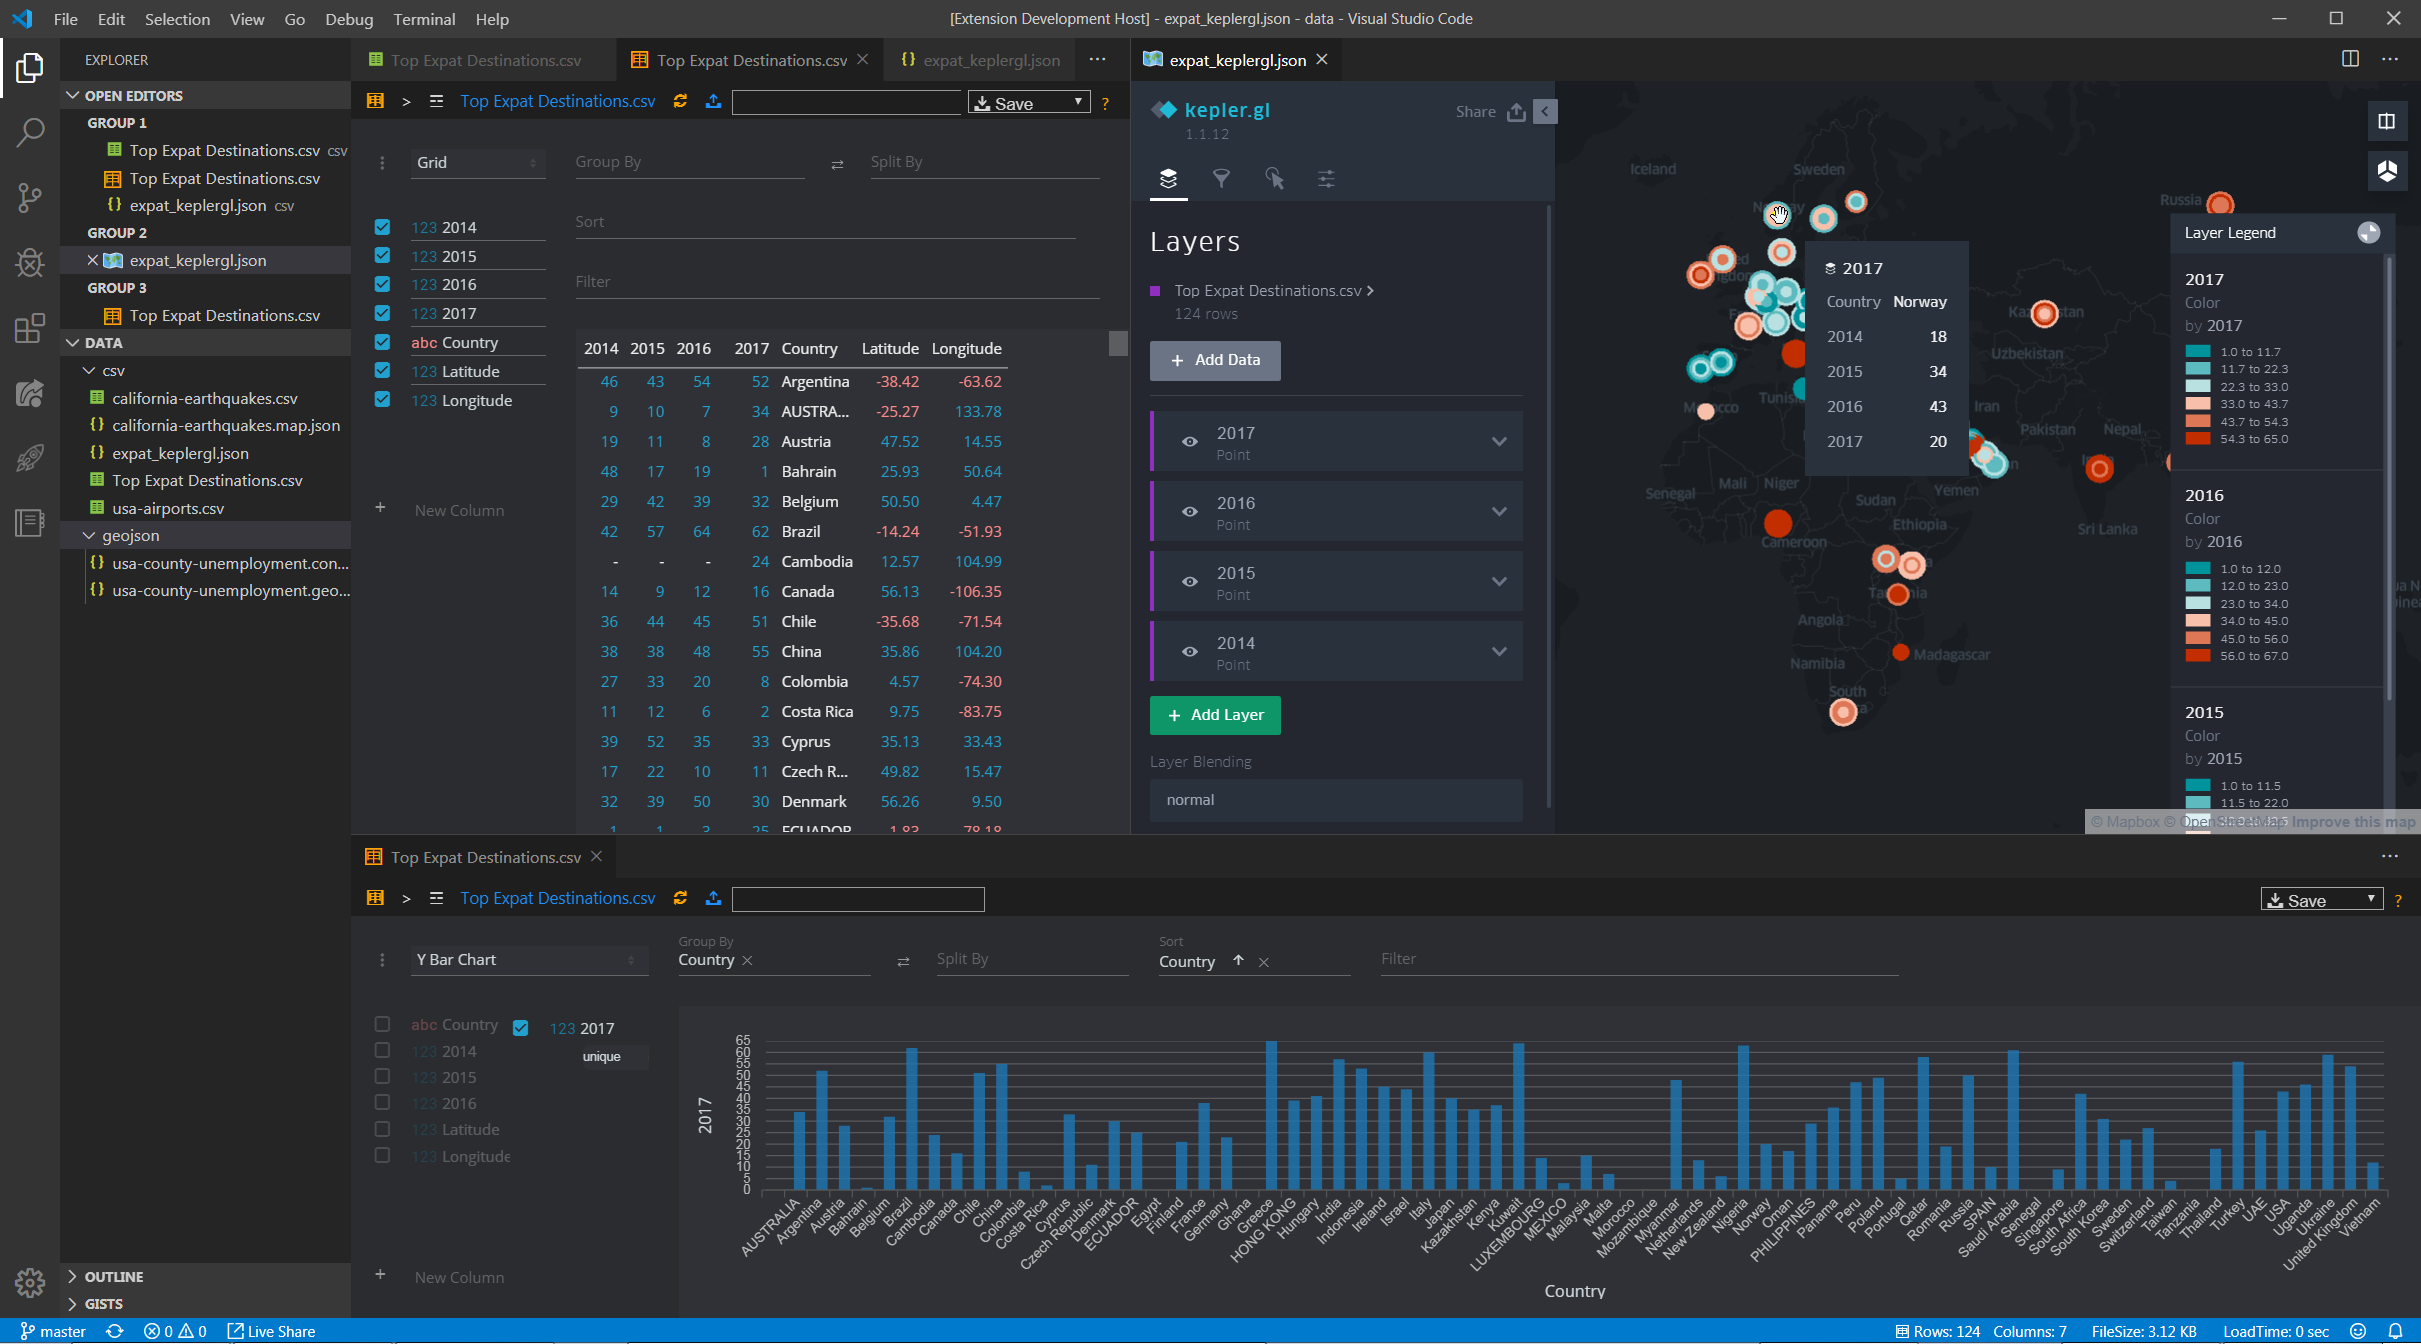 File Edit Selection View Go Debug Terminal Help
[Extension Development Host] - expat_keplergl.json - data - Visual Studio Code
EXPLORER
OPEN EDITORS
GROUP 1
Top Expat Destinations.csv csv
Top Expat Destinations.csv
expat_keplergl.json csv
GROUP 2
expat_keplergl.json
GROUP 3
Top Expat Destinations.csv
DATA
csv
california-earthquakes.csv
california-earthquakes.map.json
expat_keplergl.json
Top Expat Destinations.csv
usa-airports.csv
geojson
usa-county-unemployment.con...
usa-county-unemployment.geo...
OUTLINE
GISTS
Top Expat Destinations.csv
Top Expat Destinations.csv
expat_keplergl.json
Top Expat Destinations.csv
Save
?
Grid
Group By
Split By
Sort
Filter
123 2014
123 2015
123 2016
123 2017
abc Country
123 Latitude
123 Longitude
+ New Column
2014 2015 2016 2017 Country Latitude Longitude
46 43 54 52 Argentina -38.42 -63.62
9 10 7 34 AUSTRA... -25.27 133.78
19 11 8 28 Austria 47.52 14.55
48 17 19 1 Bahrain 25.93 50.64
29 42 39 32 Belgium 50.50 4.47
42 57 64 62 Brazil -14.24 -51.93
- - - 24 Cambodia 12.57 104.99
14 9 12 16 Canada 56.13 -106.35
36 44 45 51 Chile -35.68 -71.54
38 38 48 55 China 35.86 104.20
27 33 20 8 Colombia 4.57 -74.30
11 12 6 2 Costa Rica 9.75 -83.75
39 52 35 33 Cyprus 35.13 33.43
17 22 10 11 Czech R... 49.82 15.47
32 39 50 30 Denmark 56.26 9.50
1 1 3 25 ECUADOR -1.83 -78.18
expat_keplergl.json
kepler.gl
1.1.12
Share
Layers
Top Expat Destinations.csv
124 rows
+ Add Data
2017
Point
2016
Point
2015
Point
2014
Point
+ Add Layer
Layer Blending
normal
Iceland
Sweden
Russia
Uzbekistan
Iran
Pakistan
Nepal
Mali
Niger
Senegal
Sudan
Yemen
Ethiopia
Sri Lanka
Cameroon
Angola
Namibia
Madagascar
South
2017
Country Norway
2014 18
2015 34
2016 43
2017 20
Layer Legend
2017
Color
by 2017
1.0 to 11.7
11.7 to 22.3
22.3 to 33.0
33.0 to 43.7
43.7 to 54.3
54.3 to 65.0
2016
Color
by 2016
1.0 to 12.0
12.0 to 23.0
23.0 to 34.0
34.0 to 45.0
45.0 to 56.0
56.0 to 67.0
2015
Color
by 2015
1.0 to 11.5
11.5 to 22.0
© Mapbox © OpenStreetMap Improve this map
Top Expat Destinations.csv
Top Expat Destinations.csv
Save
?
Y Bar Chart
Group By
Country
Split By
Sort
Country
Filter
abc Country
123 2014
123 2015
123 2016
123 Latitude
123 Longitude
123 2017
unique
+ New Column
2017
65
60
55
50
45
40
35
30
25
20
15
10
5
0
AUSTRALIA
Argentina
Austria
Bahrain
Belgium
Brazil
Cambodia
Canada
Chile
China
Colombia
Costa Rica
Cyprus
Czech Republic
Denmark
ECUADOR
Egypt
Finland
France
Germany
Ghana
Greece
HONG KONG
Hungary
India
Indonesia
Ireland
Israel
Italy
Japan
Kazakhstan
Kenya
Kuwait
LUXEMBOURG
MEXICO
Malaysia
Malta
Morocco
Mozambique
Myanmar
Netherlands
New Zealand
Nigeria
Norway
Oman
PHILIPPINES
Panama
Peru
Poland
Portugal
Qatar
Romania
Russia
SPAIN
Saudi Arabia
Senegal
Singapore
South Africa
South Korea
Sweden
Switzerland
Taiwan
Tanzania
Thailand
Turkey
UAE
USA
Uganda
Ukraine
United Kingdom
Vietnam
Country
master
0 0
Live Share
Rows: 124 Columns: 7 FileSize: 3.12 KB LoadTime: 0 sec